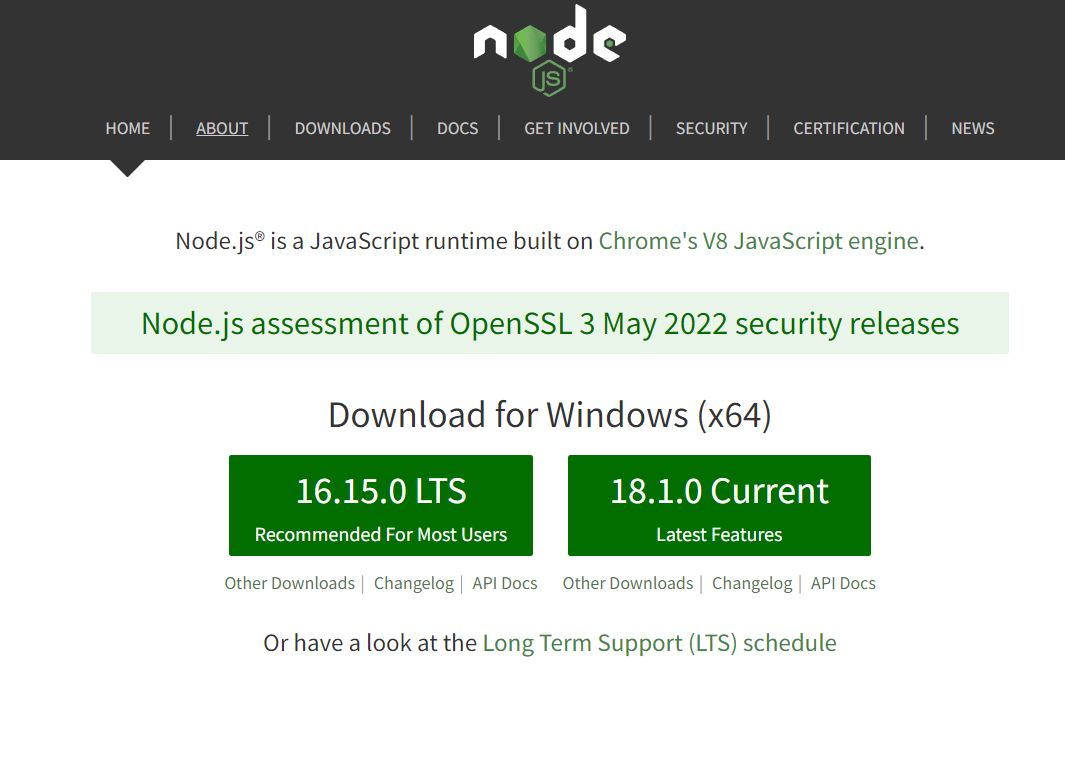 node
JS®
HOME | ABOUT | DOWNLOADS | DOCS | GET INVOLVED | SECURITY | CERTIFICATION | NEWS
Node.js® is a JavaScript runtime built on Chrome's V8 JavaScript engine.
Node.js assessment of OpenSSL 3 May 2022 security releases
Download for Windows (x64)
16.15.0 LTS
Recommended For Most Users
18.1.0 Current
Latest Features
Other Downloads | Changelog | API Docs
Other Downloads | Changelog | API Docs
Or have a look at the Long Term Support (LTS) schedule